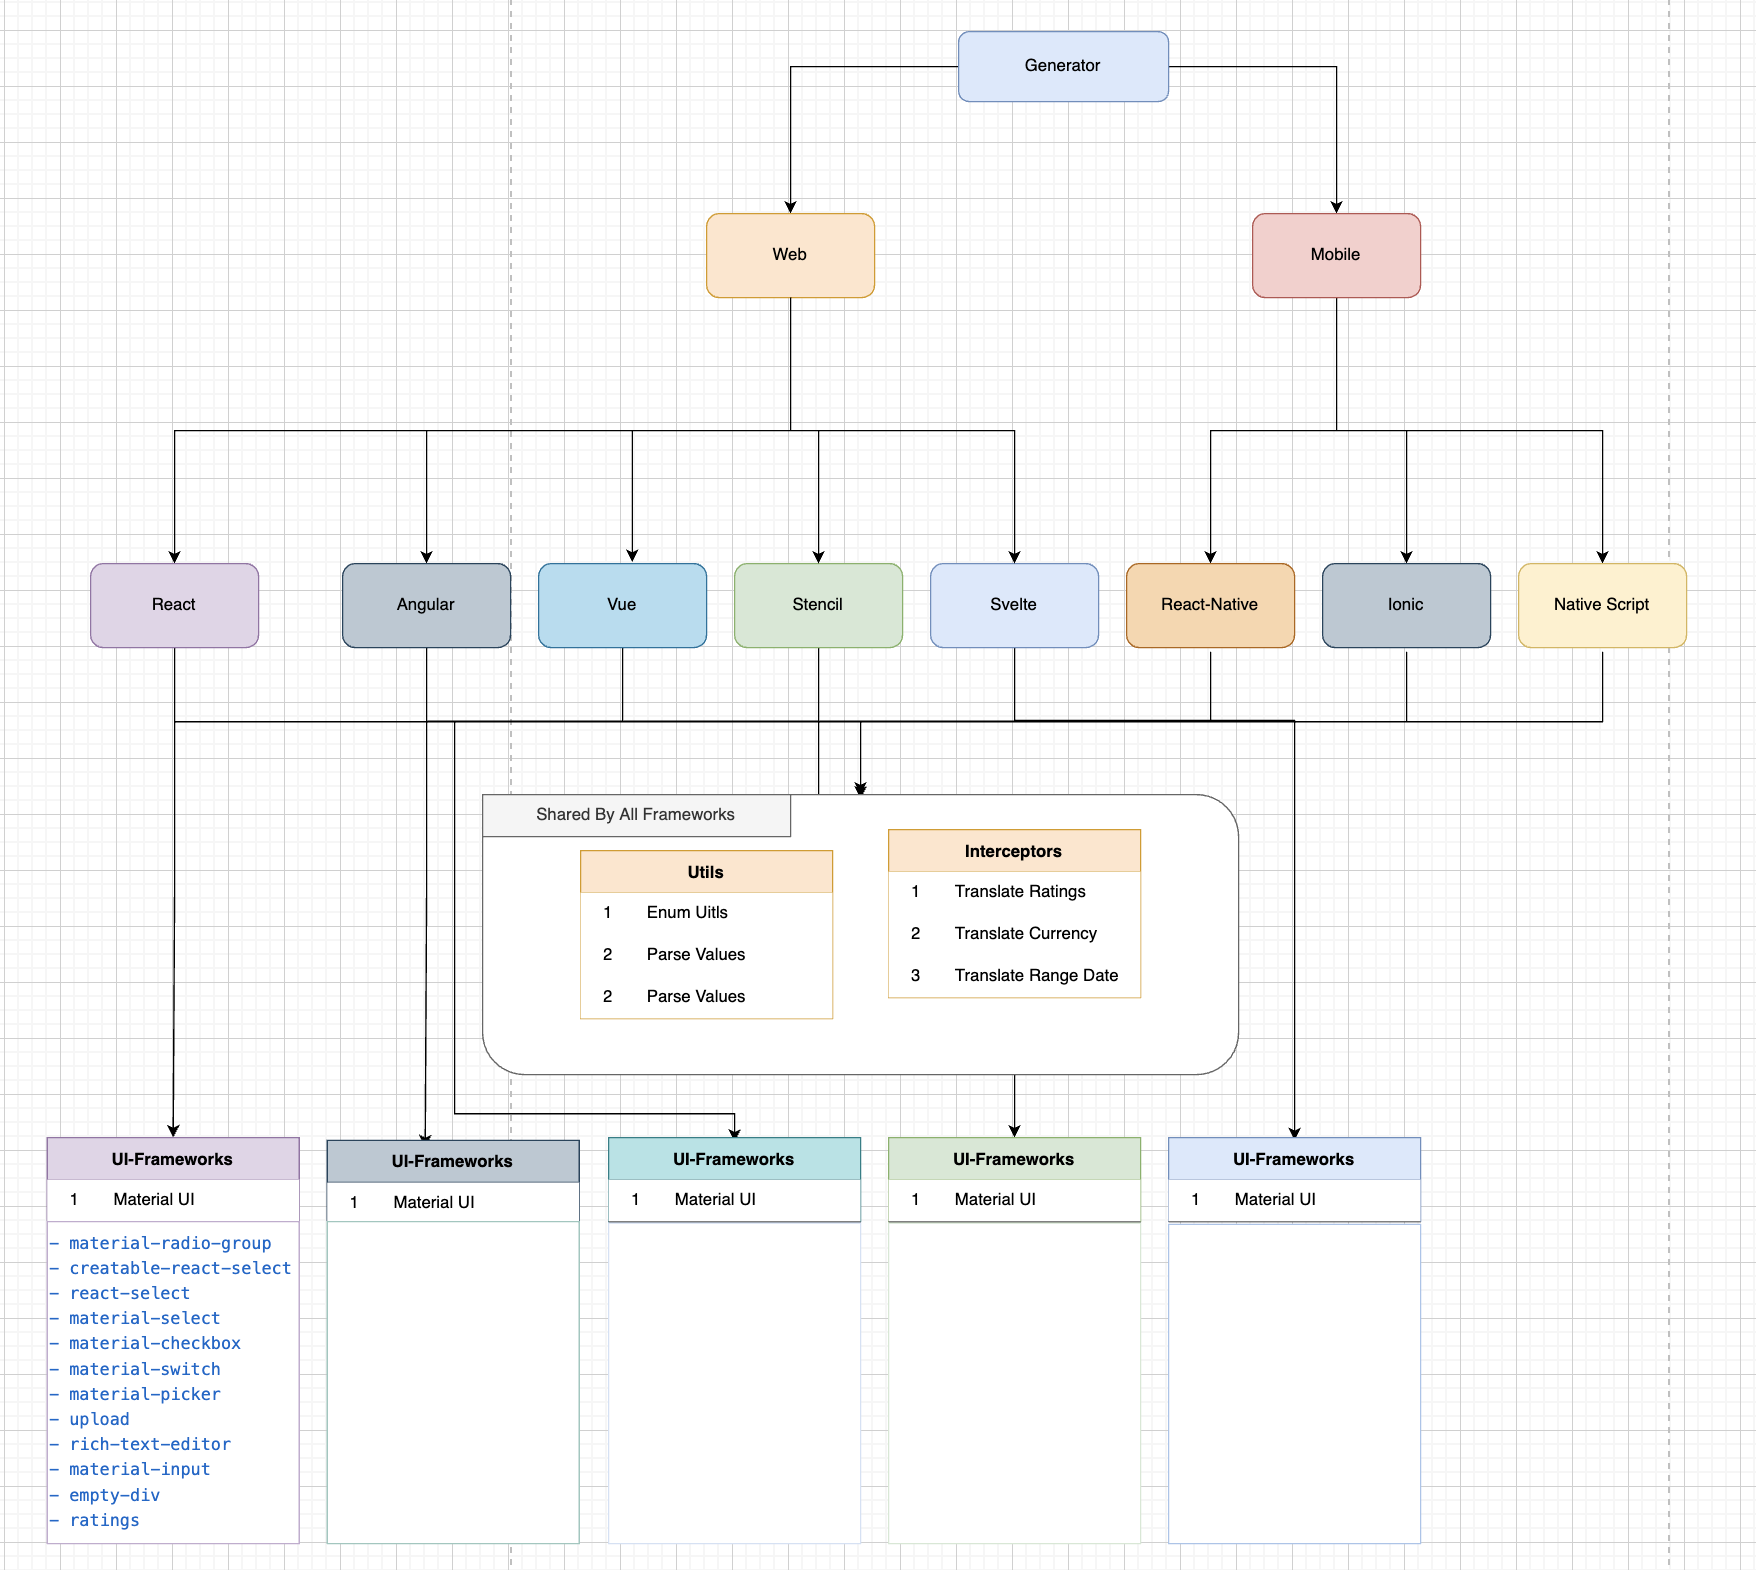 Generator
Web
Mobile
React
Angular
Vue
Stencil
Svelte
React-Native
Ionic
Native Script
Shared By All Frameworks
Utils
1 Enum Uitls
2 Parse Values
2 Parse Values
Interceptors
1 Translate Ratings
2 Translate Currency
3 Translate Range Date
UI-Frameworks
1 Material UI
- material-radio-group
- creatable-react-select
- react-select
- material-select
- material-checkbox
- material-switch
- material-picker
- upload
- rich-text-editor
- material-input
- empty-div
- ratings
UI-Frameworks
1 Material UI
UI-Frameworks
1 Material UI
UI-Frameworks
1 Material UI
UI-Frameworks
1 Material UI